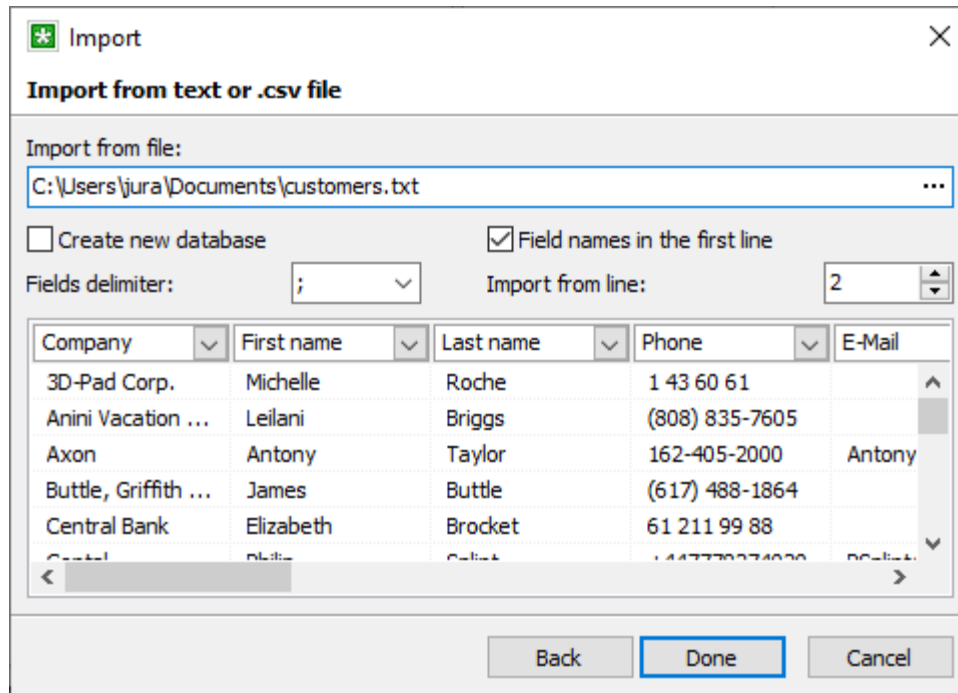 Import
Import from text or .csv file
Import from file:
C:\Users\jura\Documents\customers.txt ...
Create new database Field names in the first line
Fields delimiter: ; Import from line: 2
Company First name Last name Phone E-Mail
3D-Pad Corp. Michelle Roche 1 43 60 61
Anini Vacation ... Leilani Briggs (808) 835-7605
Axon Antony Taylor 162-405-2000 Antony
Buttle, Griffith ... James Buttle (617) 488-1864
Central Bank Elizabeth Brocket 61 211 99 88
Back Done Cancel